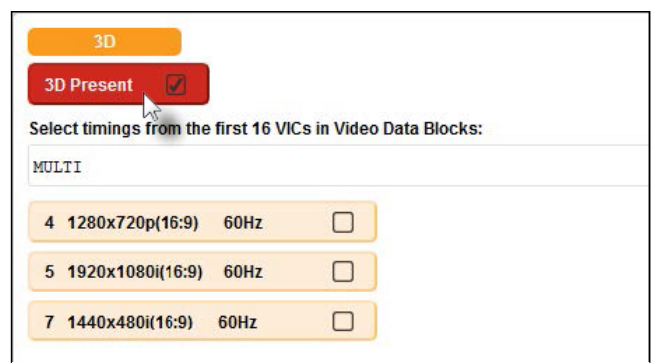 3D
3D Present
Select timings from the first 16 VICs in Video Data Blocks:
MULTI
4 1280x720p(16:9) 60Hz
5 1920x1080i(16:9) 60Hz
7 1440x480i(16:9) 60Hz